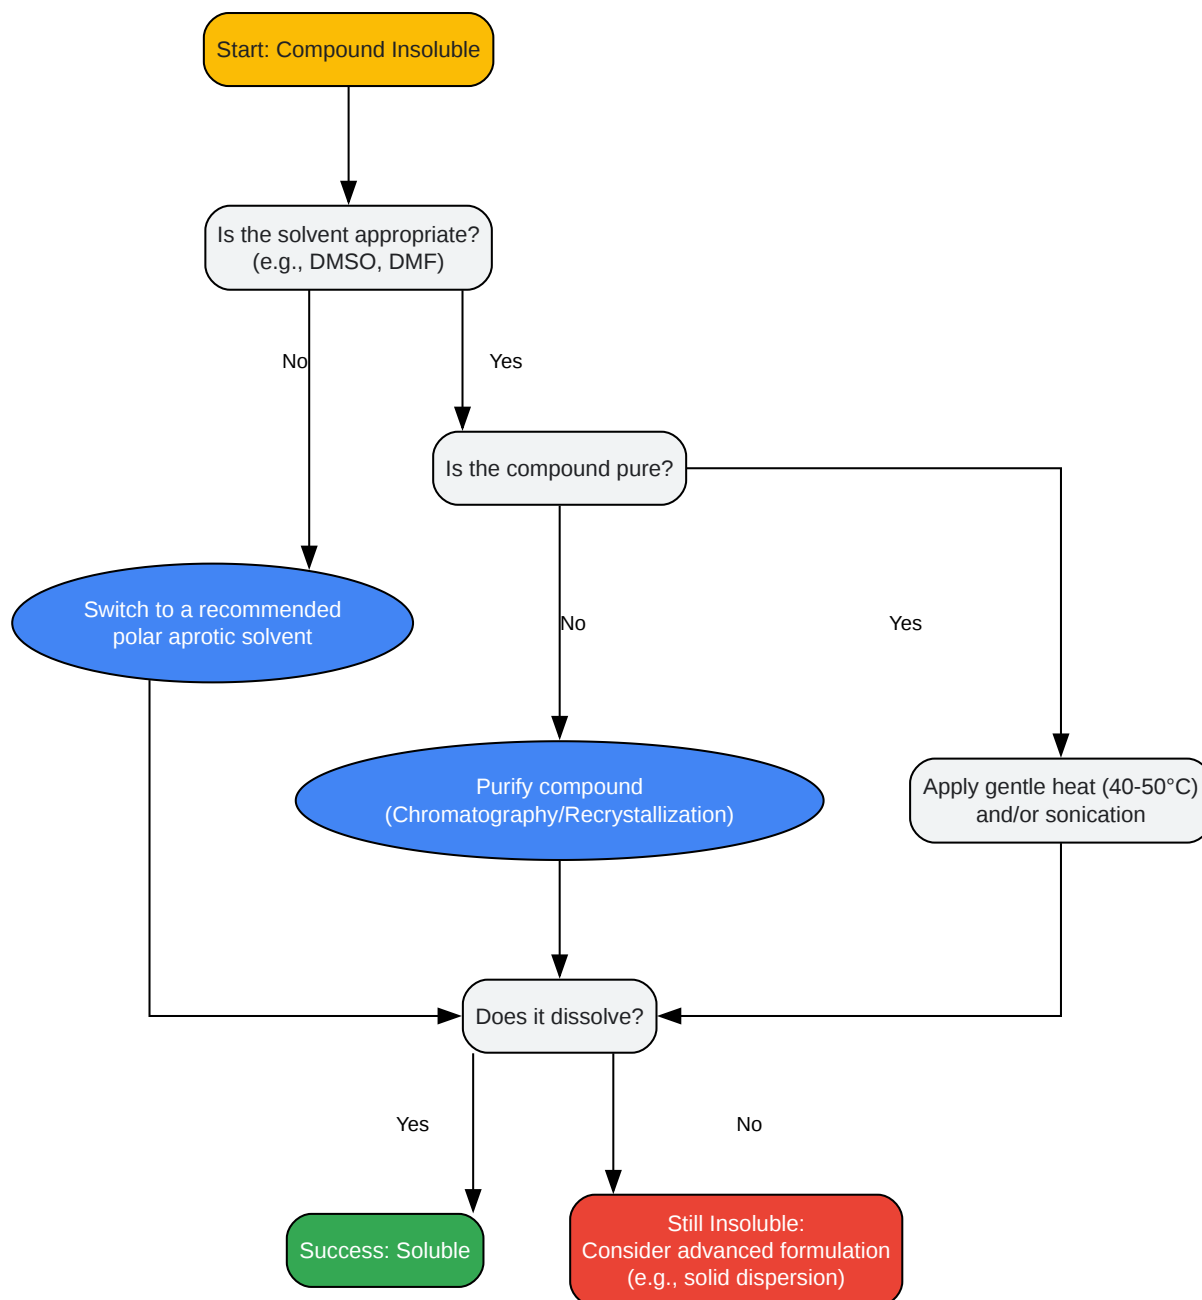 Start: Compound Insoluble
Is the solvent appropriate?
(e.g., DMSO, DMF)
No
Yes
Is the compound pure?
Switch to a recommended
polar aprotic solvent
No
Yes
Purify compound
(Chromatography/Recrystallization)
Apply gentle heat (40-50°C)
and/or sonication
Does it dissolve?
Yes
No
Success: Soluble
Still Insoluble:
Consider advanced formulation
(e.g., solid dispersion)